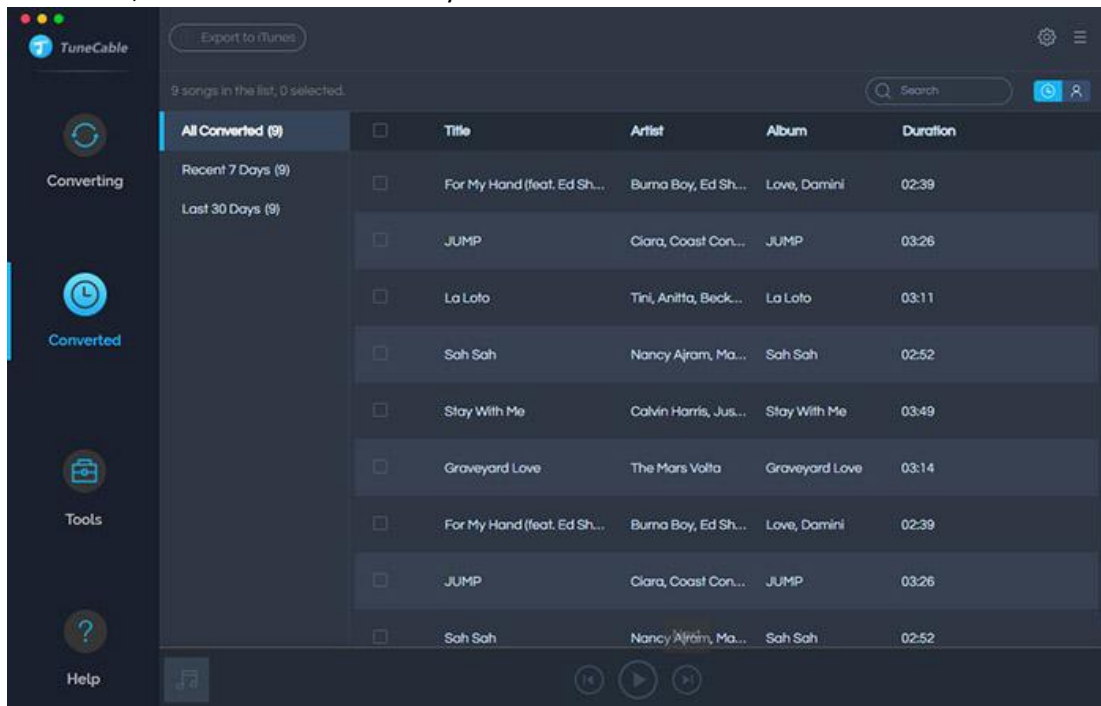 TuneCable
Export to iTunes
9 songs in the list, 0 selected.
Search
Converting
Converted
Tools
Help
All Converted (9)
Recent 7 Days (9)
Last 30 Days (9)
Title Artist Album Duration
For My Hand (feat. Ed Sh... Burna Boy, Ed Sh... Love, Damini 02:39
JUMP Ciara, Coast Con... JUMP 03:26
La Loto Tini, Anitta, Beck... La Loto 03:11
Sah Sah Nancy Ajram, Ma... Sah Sah 02:52
Stay With Me Calvin Harris, Jus... Stay With Me 03:49
Graveyard Love The Mars Volta Graveyard Love 03:14
For My Hand (feat. Ed Sh... Burna Boy, Ed Sh... Love, Damini 02:39
JUMP Ciara, Coast Con... JUMP 03:26
Sah Sah Nancy Ajram, Ma... Sah Sah 02:52